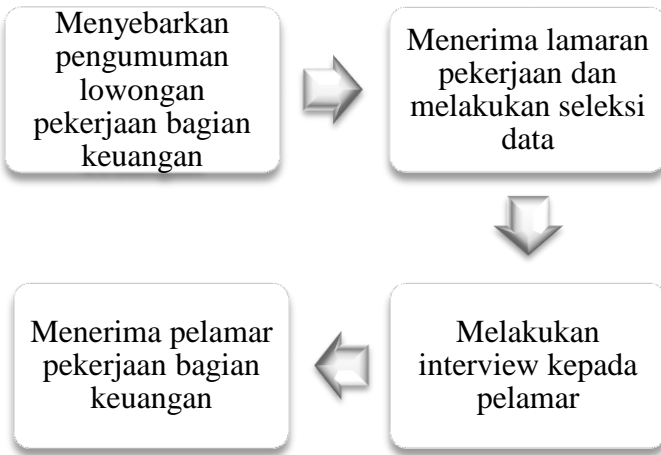 Menyebarkan
pengumuman
lowongan
pekerjaan bagian
keuangan
Menerima lamaran
pekerjaan dan
melakukan seleksi
data
Melakukan
interview kepada
pelamar
Menerima pelamar
pekerjaan bagian
keuangan